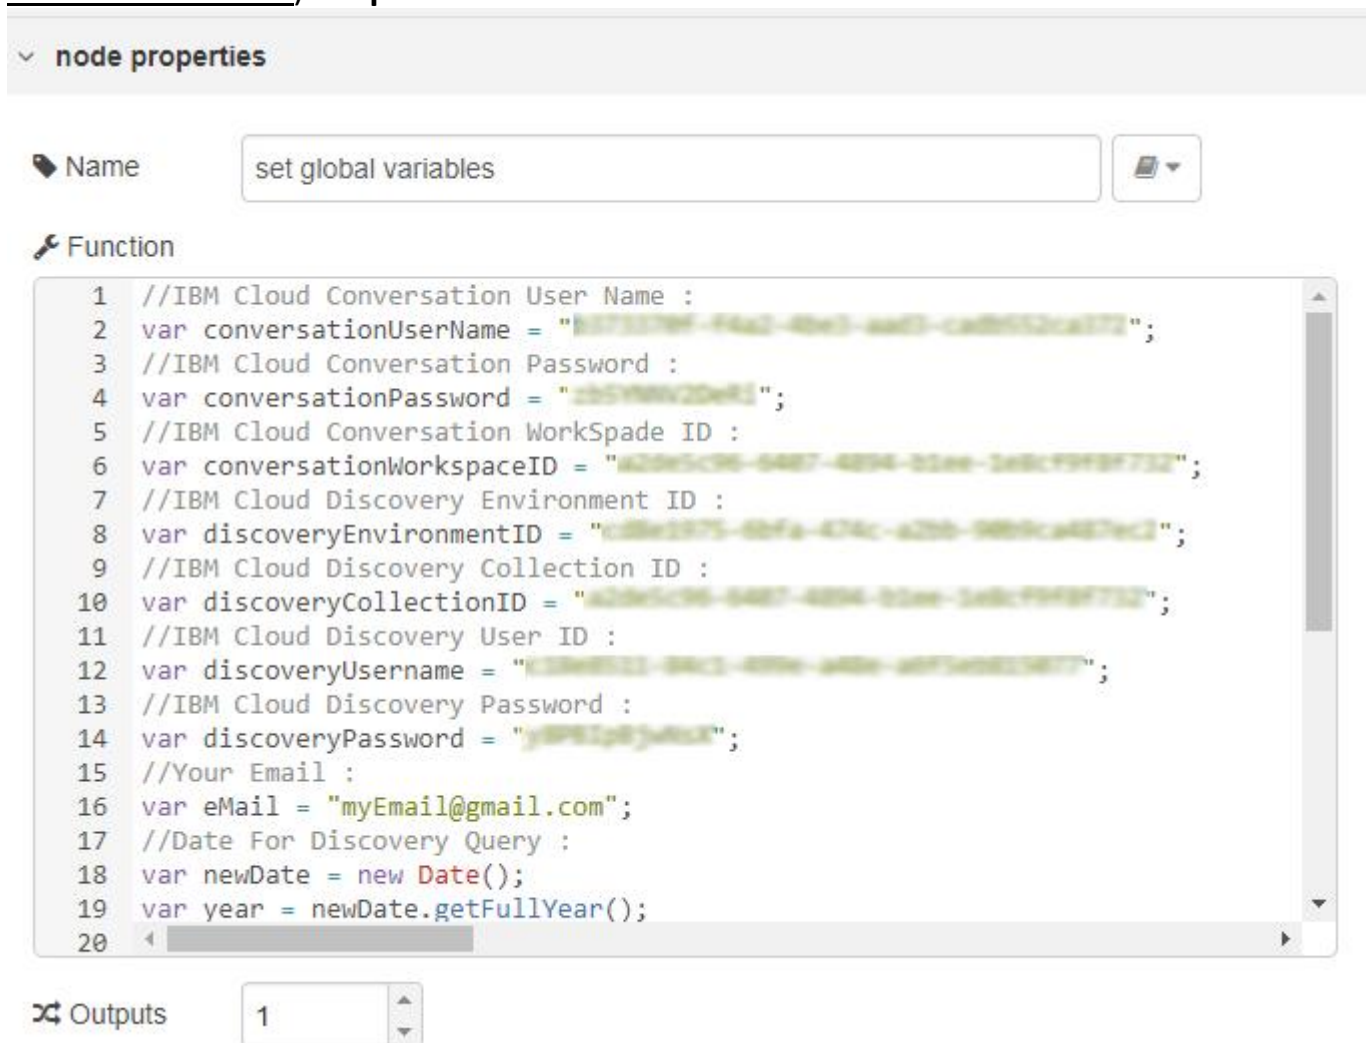 node properties
Name
set global variables
Function
1 //IBM Cloud Conversation User Name :
2 var conversationUserName = "";
3 //IBM Cloud Conversation Password :
4 var conversationPassword = "";
5 //IBM Cloud Conversation WorkSpade ID :
6 var conversationWorkspaceID = "";
7 //IBM Cloud Discovery Environment ID :
8 var discoveryEnvironmentID = "";
9 //IBM Cloud Discovery Collection ID :
10 var discoveryCollectionID = "";
11 //IBM Cloud Discovery User ID :
12 var discoveryUsername = "";
13 //IBM Cloud Discovery Password :
14 var discoveryPassword = "";
15 //Your Email :
16 var eMail = "myEmail@gmail.com";
17 //Date For Discovery Query :
18 var newDate = new Date();
19 var year = newDate.getFullYear();
20
Outputs
1